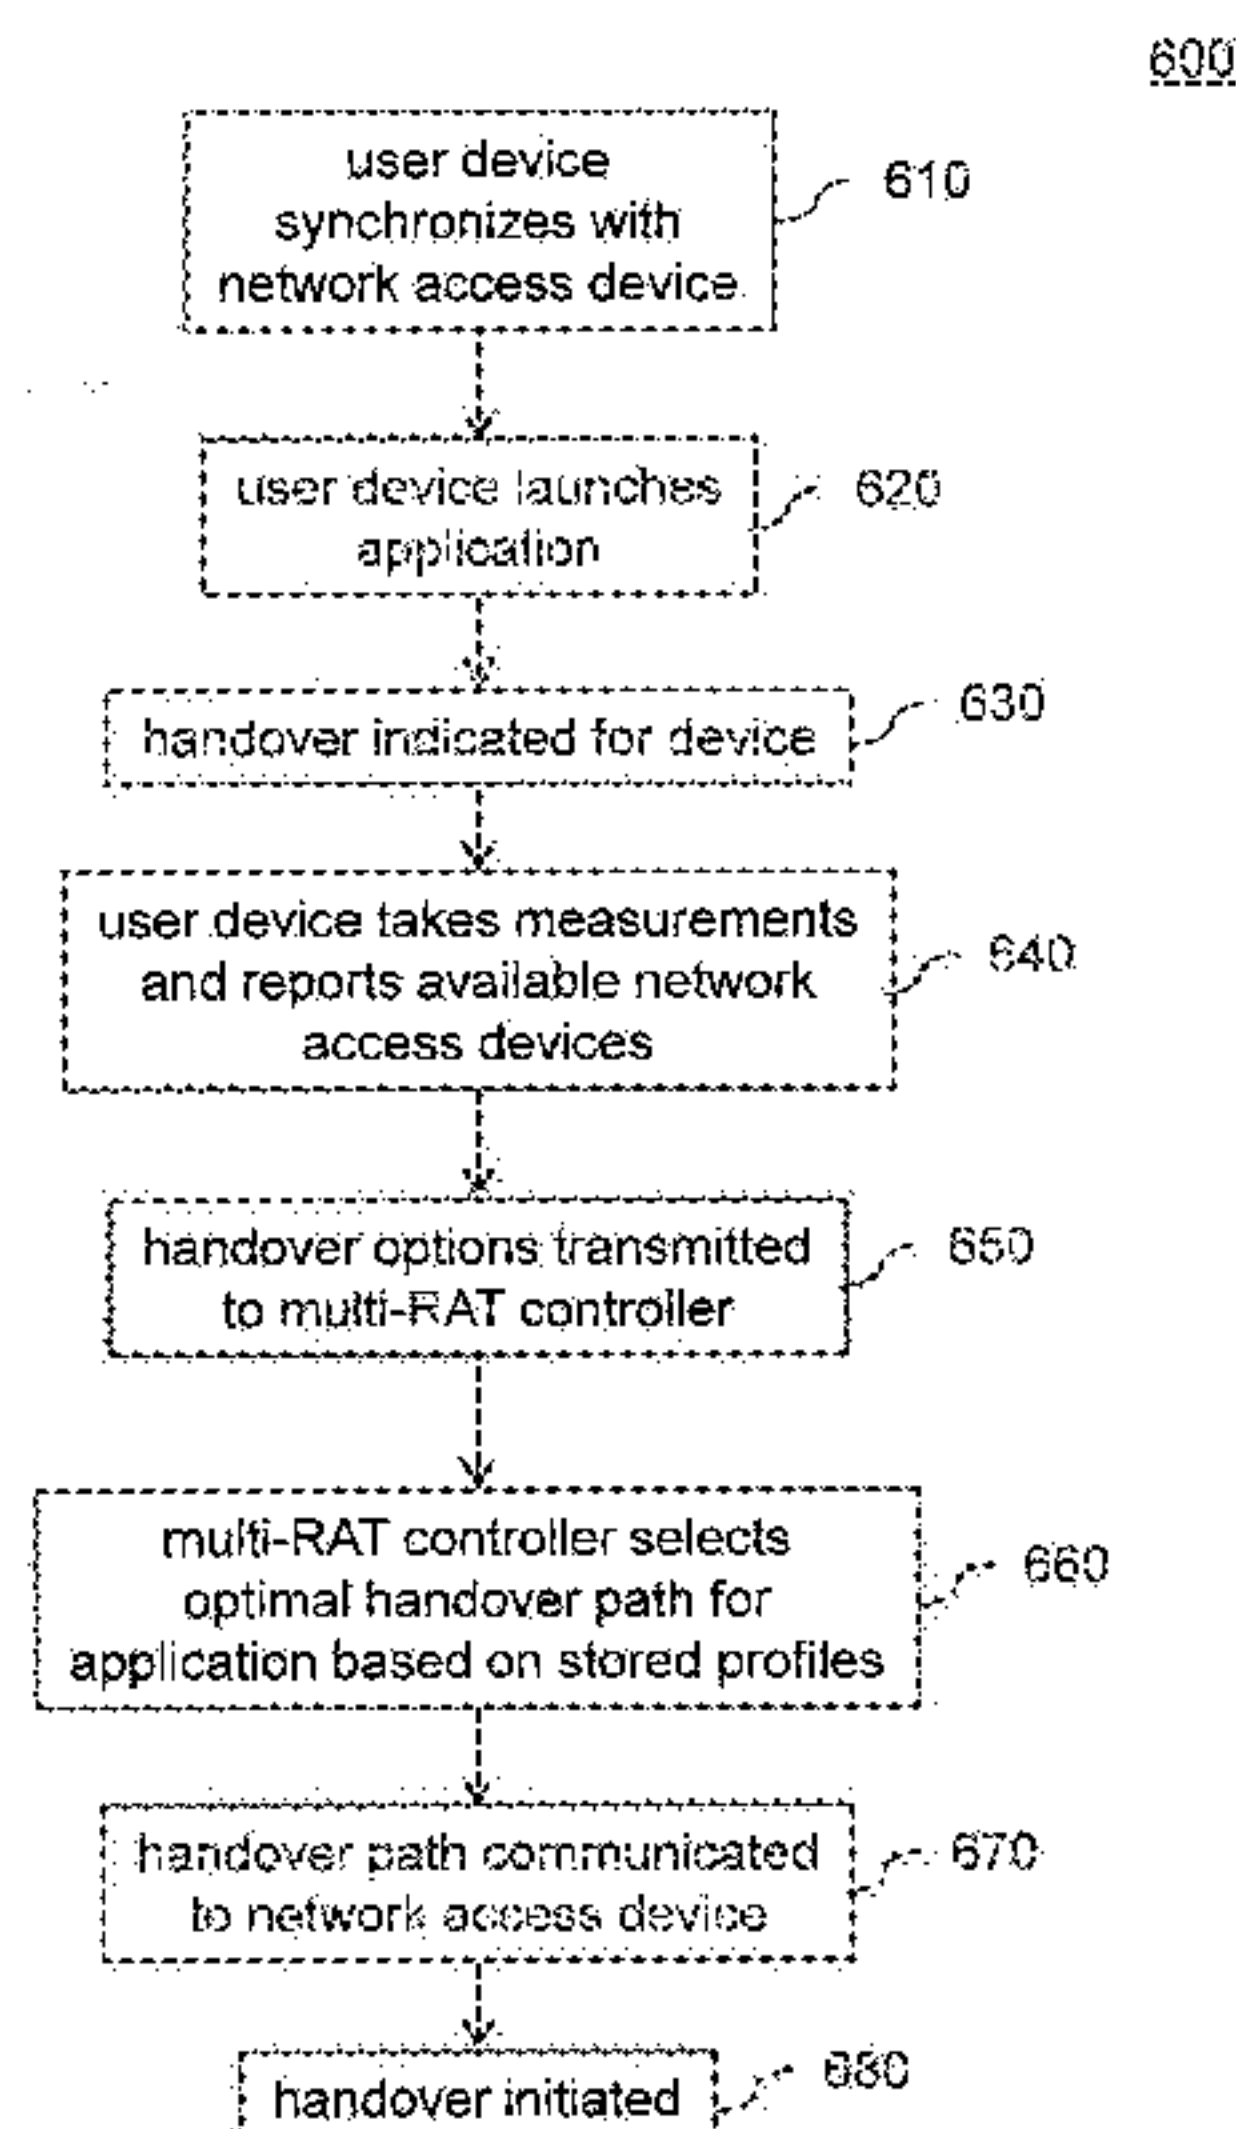 600
user device
synchronizes with
network access device
610
user device launches
application
620
handover indicated for device
630
user device takes measurements
and reports available network
access devices
640
handover options transmitted
to multi-RAT controller
650
multi-RAT controller selects
optimal handover path for
application based on stored profiles
660
handover path communicated
to network access device
670
handover initiated
680